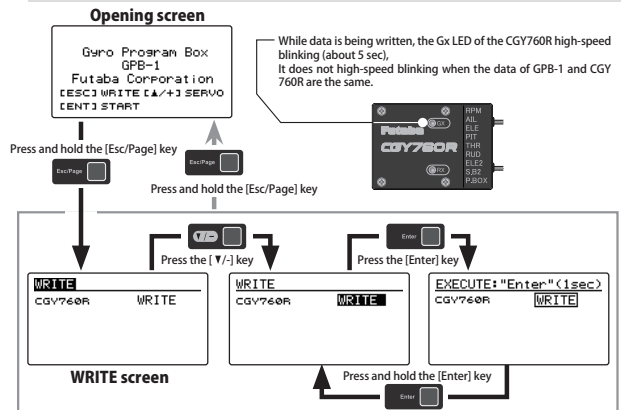 Opening screen
Gyro Program Box
GPB-1
Futaba Corporation
[ESC] WRITE [▲/+] SERVO
[ENT] START
While data is being written, the Gx LED of the CGY760R high-speed
blinking (about 5 sec),
It does not high-speed blinking when the data of GPB-1 and CGY
760R are the same.
Futaba
CGY760R
GX
RX
RPM
AIL
ELE
PIT
THR
RUD
ELE2
S.B2
P.BOX
Press and hold the [Esc/Page] key
Esc/Page
Esc/Page
Press and hold the [Esc/Page] key
▼/-
Press the [ ▼/-] key
Enter
Press the [Enter] key
WRITE
CGY760R WRITE
WRITE screen
WRITE
CGY760R WRITE
EXECUTE:"Enter"(1sec)
CGY760R WRITE
Press and hold the [Enter] key
Enter